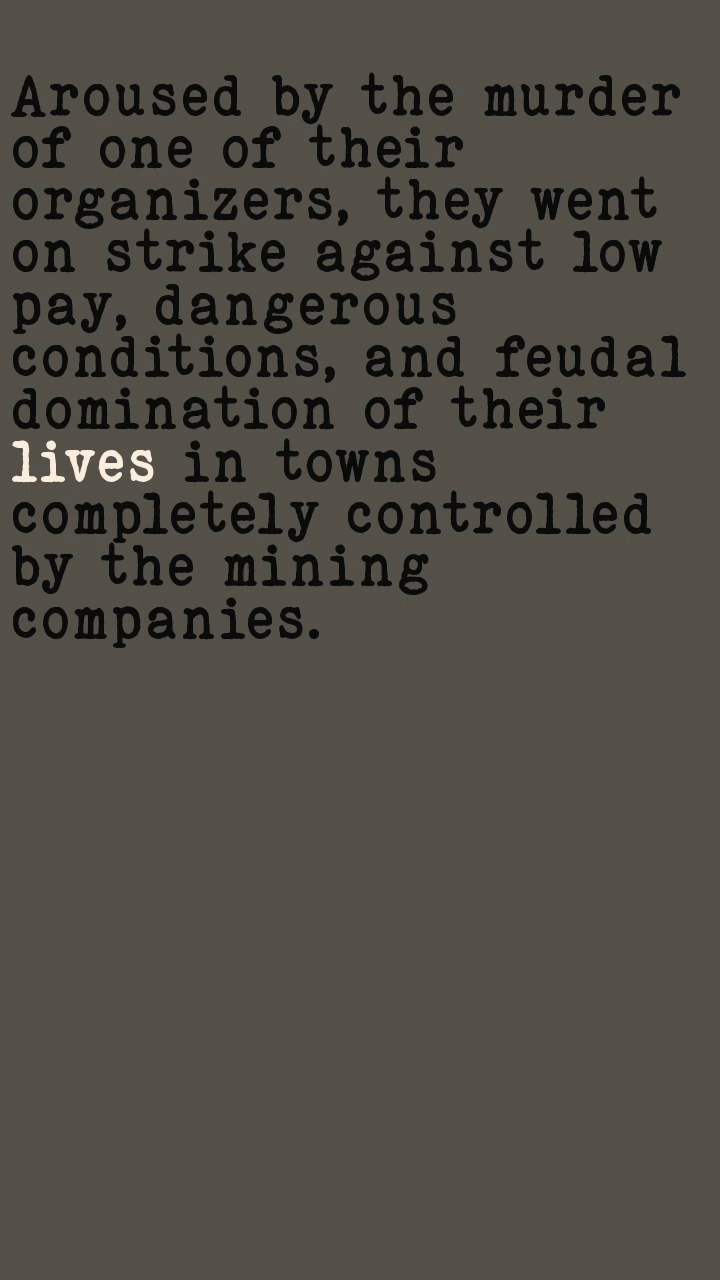 Aroused by the murder
of one of their
organizers, they went
on strike against low
pay, dangerous
conditions, and feudal
domination of their
lives in towns
completely controlled
by the mining
companies.